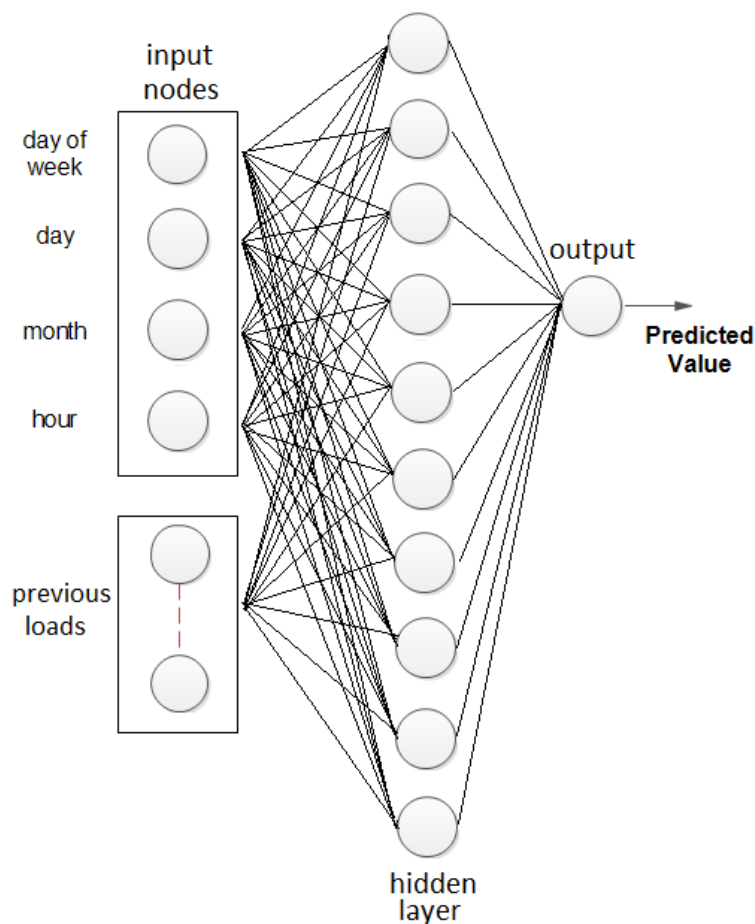 input
nodes
day of
week
day
month
hour
previous
loads
hidden
layer
output
Predicted
Value